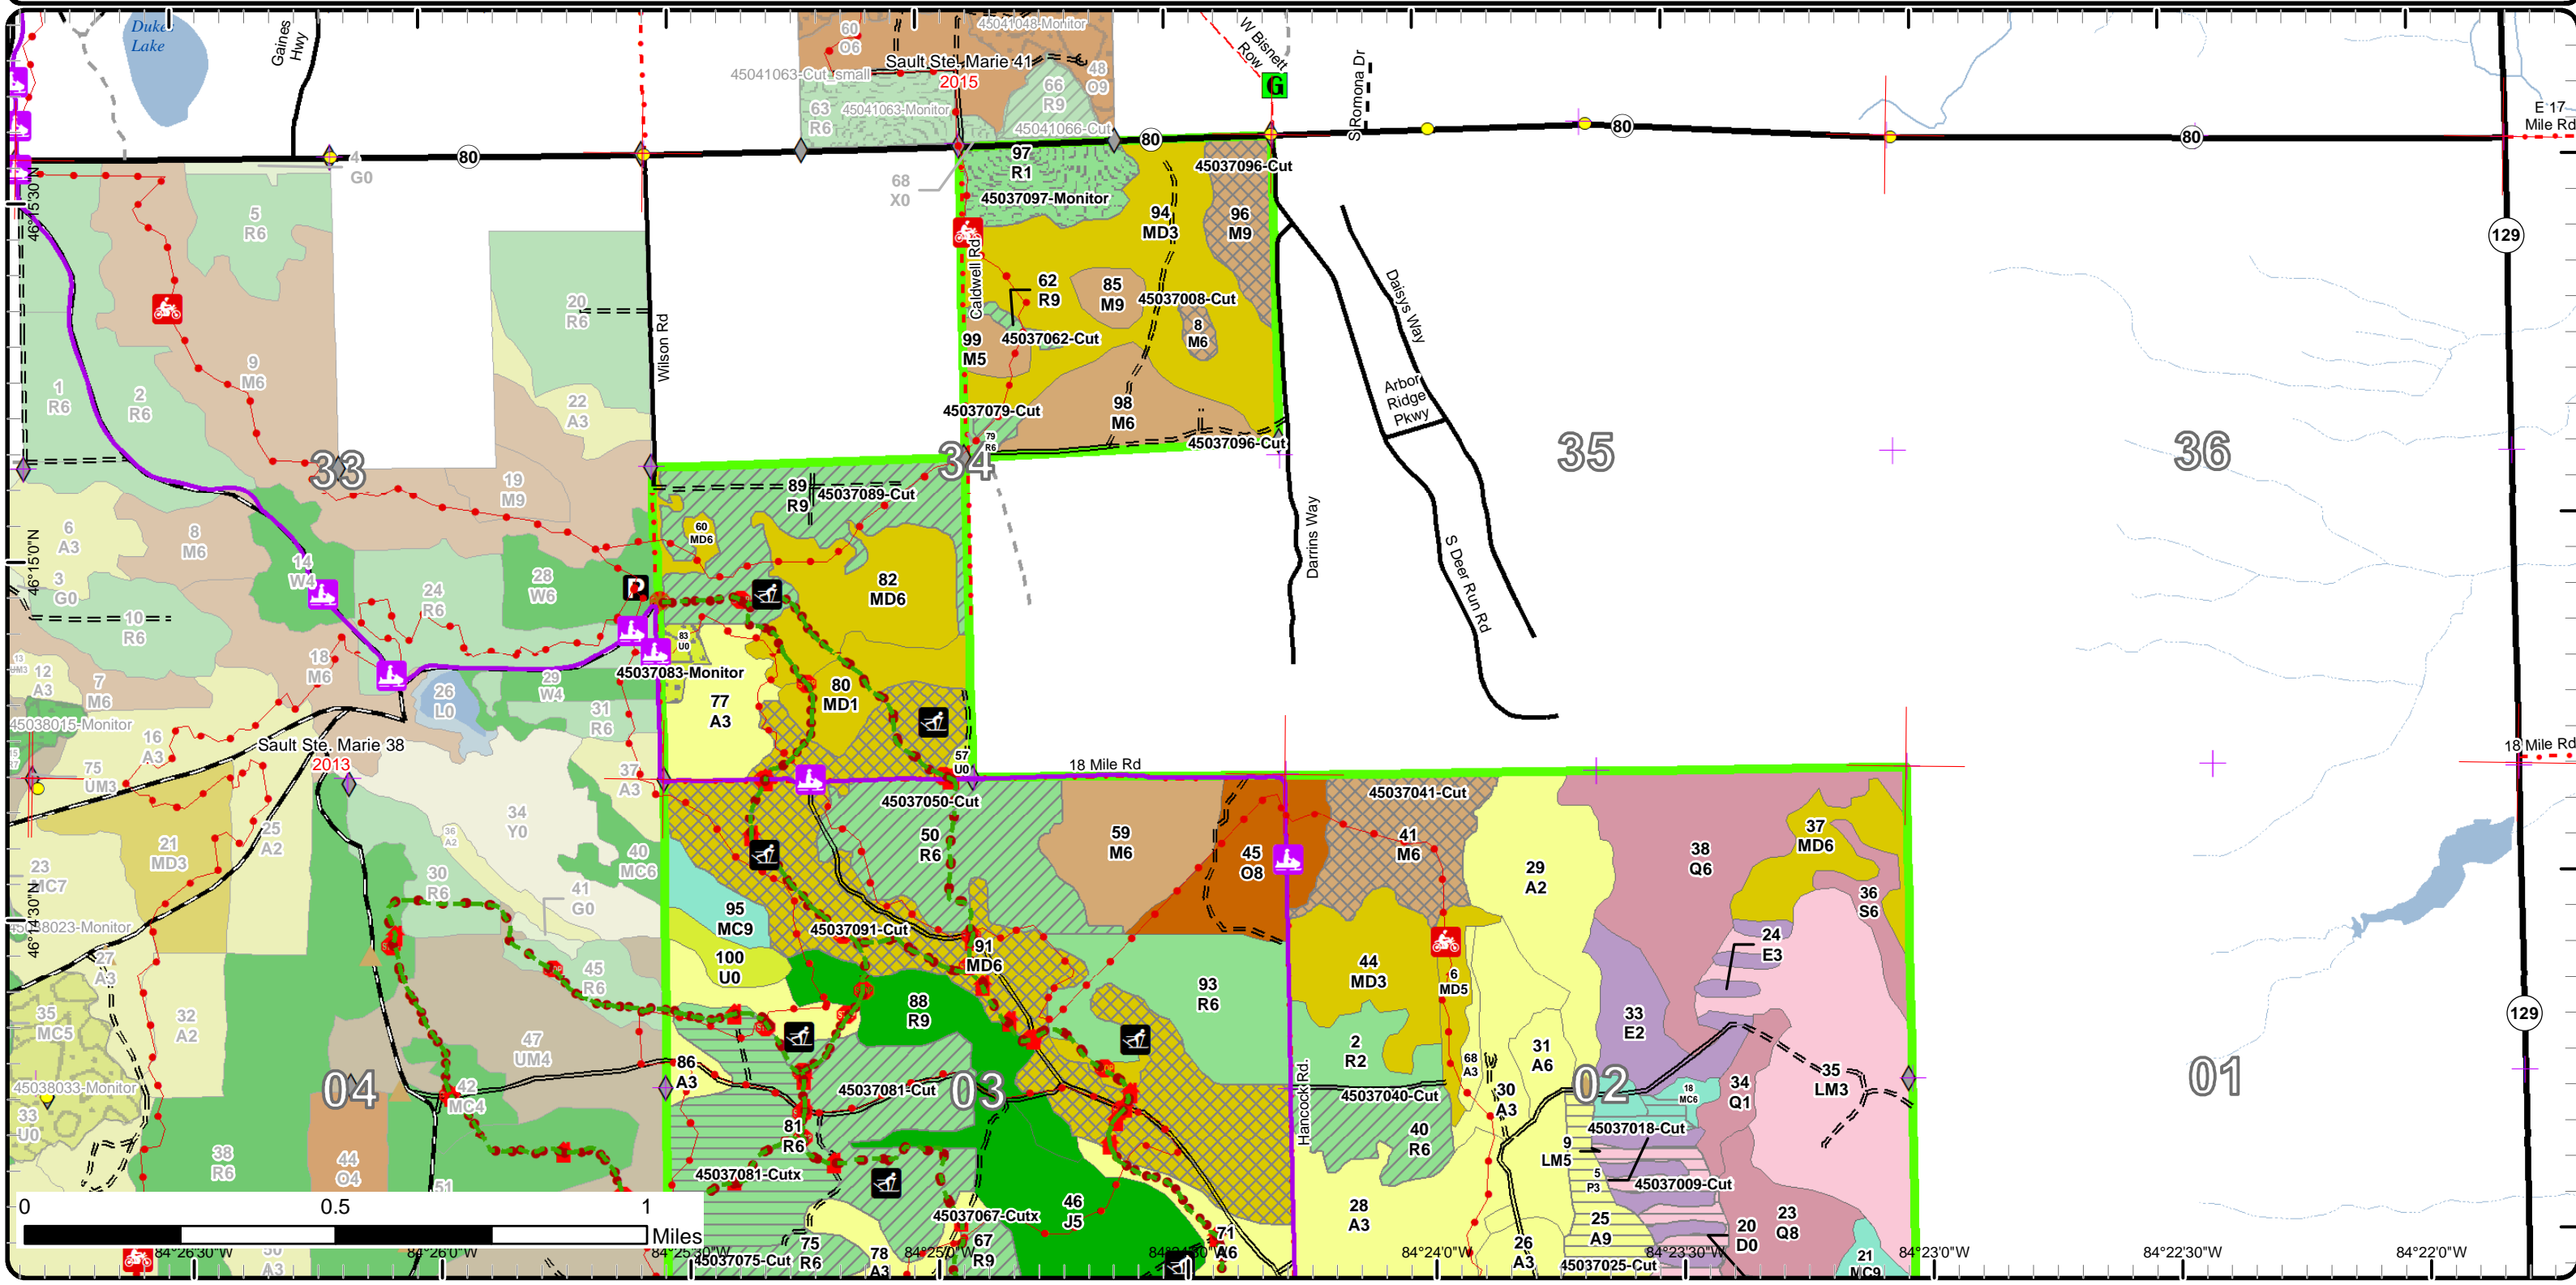 Duke Lake
Gaines Hwy
60 O6
45041048-Monitor
Sault Ste. Marie 41
2015
45041063-Cut_small
48 O9
66 R9
63 R6
45041063-Monitor
45041066-Cut
W Bisnett Row
G
S Romona Dr
E 17 Mile Rd
80
80
80
80
4 G0
68 X0
97 R1
45037097-Monitor
45037096-Cut
94 MD3
96 M9
129
46°15'30"N
5 R6
20 R6
9 M6
1 R6
2 R6
22 A3
Wilson Rd
Caldwell Rd
62 R9
85 M9
45037008-Cut
8 M6
45037062-Cut
99 M5
45037079-Cut
98 M6
79 R6
45037096-Cut
Daisys Way
Arbor Ridge Pkwy
S Deer Run Rd
Darrins Way
33
34
35
36
19 M9
6 A3
8 M6
3 G0
10 R6
14 W4
24 R6
28 W6
P
89 R9
45037089-Cut
60 MD6
82 MD6
46°15'0"N
83 U0
45037083-Monitor
77 A3
80 MD1
57 U0
13 UM3
12 A3
7 M6
18 M6
26 L0
29 W4
31 R6
45038015-Monitor
16 A3
Sault Ste. Marie 38
2013
75 UM3
37 A3
18 Mile Rd
18 Mile Rd
45037050-Cut
45037041-Cut
34 Y0
36 A2
25 A2
21 MD3
23 MC7
30 R6
41 G0
40 MC6
50 R6
59 M6
45 O8
41 M6
29 A2
38 Q6
37 MD6
36 S6
46°14'30"N
45038023-Monitor
27 A3
95 MC9
45037091-Cut
91 MD6
100 U0
88 R9
93 R6
44 MD3
6 MD5
24 E3
33 E2
45 R6
35 MC5
32 A2
47 UM4
129
2 R2
31 A6
68 A3
30 A3
35 LM3
34 Q1
18 MC6
45038033-Monitor
33 U0
04
03
02
01
42 MC4
86 A3
45037081-Cut
81 R6
45037081-Cutx
Hancock Rd.
45037040-Cut
40 R6
45037018-Cut
9 LM5
5 P3
45037009-Cut
38 R6
44 O4
51
46 J5
45037067-Cutx
67 R9
71 A6
28 A3
26 A3
25 A9
45037025-Cut
20 D0
23 Q8
21 MC9
75 R6
78 A3
45037075-Cut
50 A3
0 0.5 1 Miles
84°26'30"W
84°26'0"W
84°25'30"W
84°25'0"W
84°24'30"W
84°24'0"W
84°23'30"W
84°23'0"W
84°22'30"W
84°22'0"W